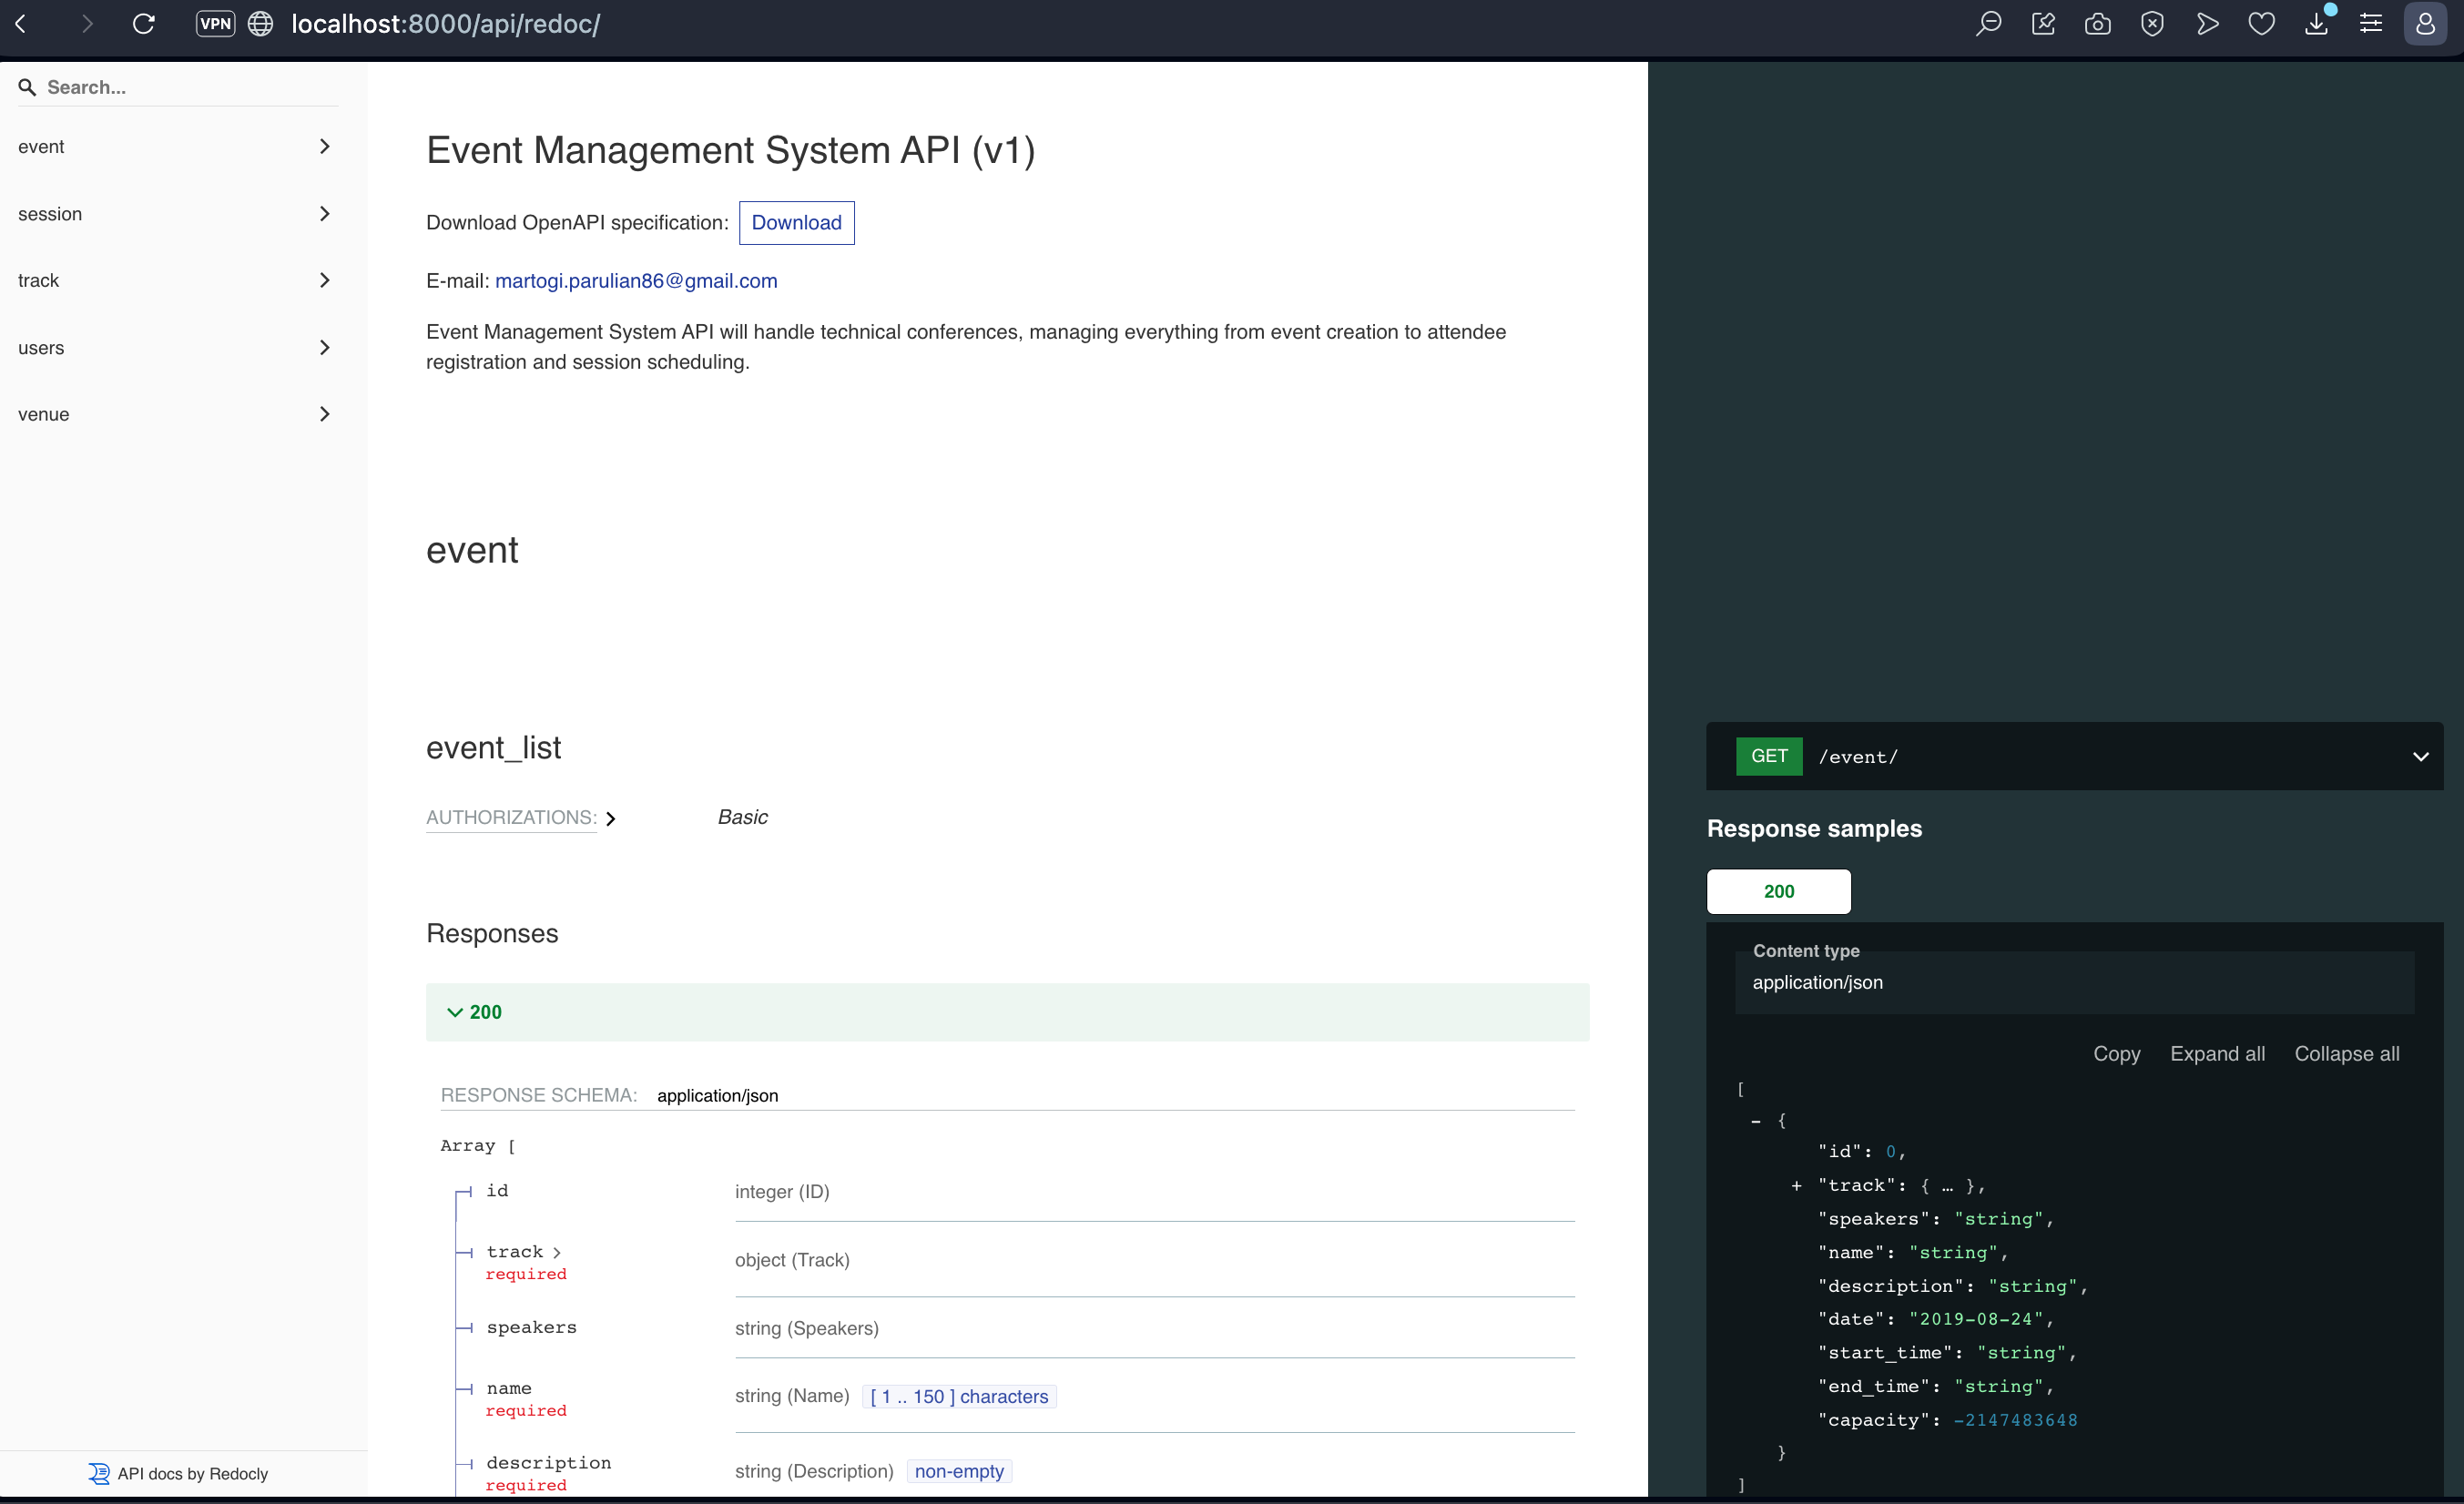 VPN localhost:8000/api/redoc/
Search...
event
session
track
users
venue
API docs by Redocly
Event Management System API (v1)
Download OpenAPI specification: Download
E-mail: martogi.parulian86@gmail.com
Event Management System API will handle technical conferences, managing everything from event creation to attendee
registration and session scheduling.
event
event_list
AUTHORIZATIONS: Basic
Responses
200
RESPONSE SCHEMA: application/json
Array [
id integer (ID)
track object (Track)
required
speakers string (Speakers)
name string (Name) [ 1 .. 150 ] characters
required
description string (Description) non-empty
required
GET /event/
Response samples
200
Content type
application/json
Copy Expand all Collapse all
[
- {
"id": 0,
+ "track": { … },
"speakers": "string",
"name": "string",
"description": "string",
"date": "2019-08-24",
"start_time": "string",
"end_time": "string",
"capacity": -2147483648
}
]